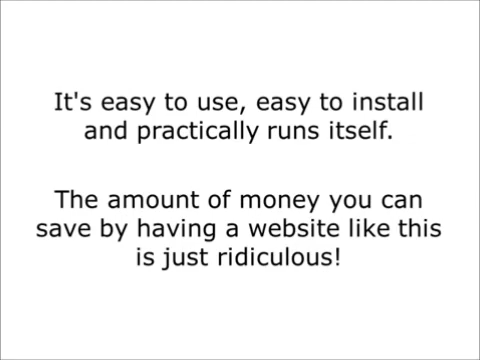 It's easy to use, easy to install
and practically runs itself.
The amount of money you can
save by having a website like this
is just ridiculous!